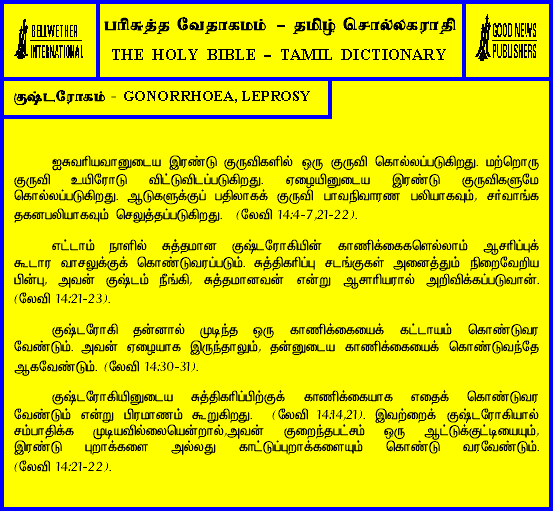 BELLWETHER
INTERNATIONAL
பரிசுத்த வேதாகமம் – தமிழ் சொல்லகராதி
THE HOLY BIBLE – TAMIL DICTIONARY
GOOD NEWS
PUBLISHERS
குஷ்டரோகம் - GONORRHOEA, LEPROSY
ஐசுவரியவானுடைய இரண்டு குருவிகளில் ஒரு குருவி கொல்லப்படுகிறது. மற்றொரு
குருவி உயிரோடு விட்டுவிடப்படுகிறது. ஏழையினுடைய இரண்டு குருவிகளுமே
கொல்லப்படுகிறது. ஆடுகளுக்குப் பதிலாகக் குருவி பாவநிவாரண பலியாகவும், சர்வாங்க
தகனபலியாகவும் செலுத்தப்படுகிறது. (லேவி 14:4-7,21-22).
எட்டாம் நாளில் சுத்தமான குஷ்டரோகியின் காணிக்கைகளெல்லாம் ஆசரிப்புக்
கூடார வாசலுக்குக் கொண்டுவரப்படும். சுத்திகரிப்பு சடங்குகள் அனைத்தும் நிறைவேறிய
பின்பு, அவன் குஷ்டம் நீங்கி, சுத்தமானவன் என்று ஆசாரியரால் அறிவிக்கப்படுவான்.
(லேவி 14:21-23).
குஷ்டரோகி தன்னால் முடிந்த ஒரு காணிக்கையைக் கட்டாயம் கொண்டுவர
வேண்டும். அவன் ஏழையாக இருந்தாலும், தன்னுடைய காணிக்கையைக் கொண்டுவந்தே
ஆகவேண்டும். (லேவி 14:30-31).
குஷ்டரோகியினுடைய சுத்திகரிப்பிற்குக் காணிக்கையாக எதைக் கொண்டுவர
வேண்டும் என்று பிரமாணம் கூறுகிறது. (லேவி 14:14,21). இவற்றைக் குஷ்டரோகியால்
சம்பாதிக்க முடியவில்லையென்றால்,அவன் குறைந்தபட்சம் ஒரு ஆட்டுக்குட்டியையும்,
இரண்டு புறாக்களை அல்லது காட்டுப்புறாக்களையும் கொண்டு வரவேண்டும்.
(லேவி 14:21-22).